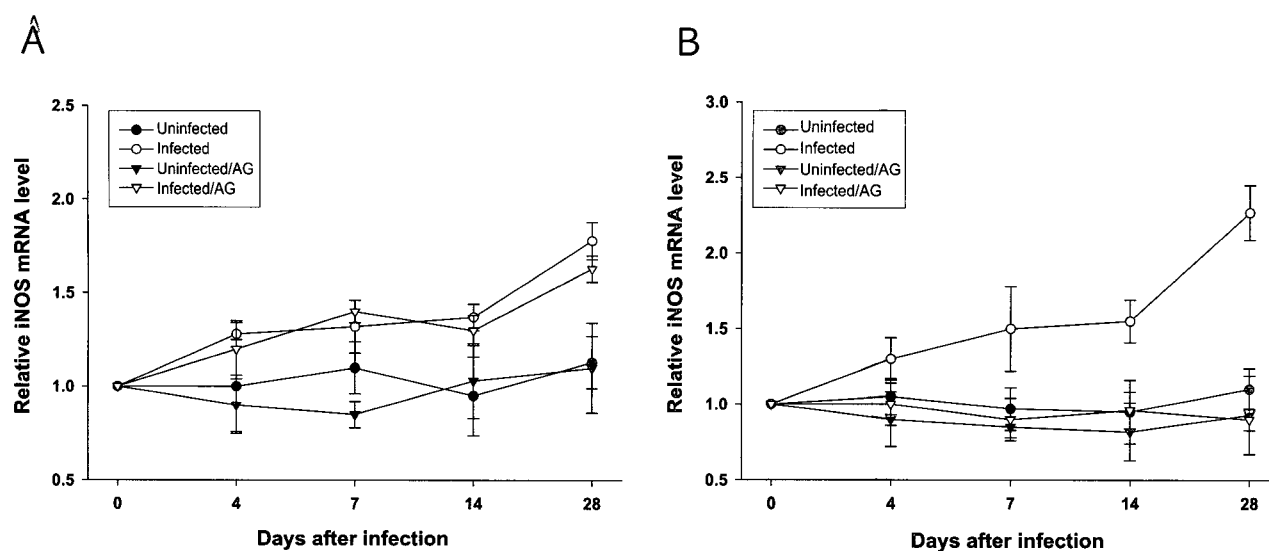 A
2.5
2.0
1.5
1.0
0.5
Relative iNOS mRNA level
Uninfected
Infected
Uninfected/AG
Infected/AG
0 4 7 14 28
Days after infection
B
3.0
2.5
2.0
1.5
1.0
0.5
Relative iNOS mRNA level
Uninfected
Infected
Uninfected/AG
Infected/AG
0 4 7 14 28
Days after infection